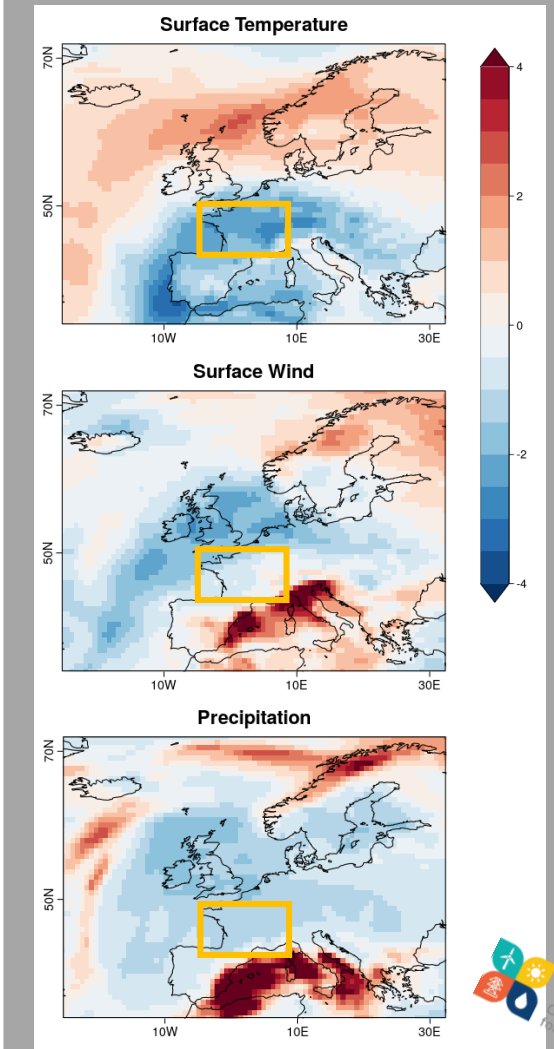 Surface Temperature
70N
50N
10W
10E
30E
4
2
0
-2
-4
Surface Wind
70N
50N
10W
10E
30E
Precipitation
70N
50N
10W
10E
30E